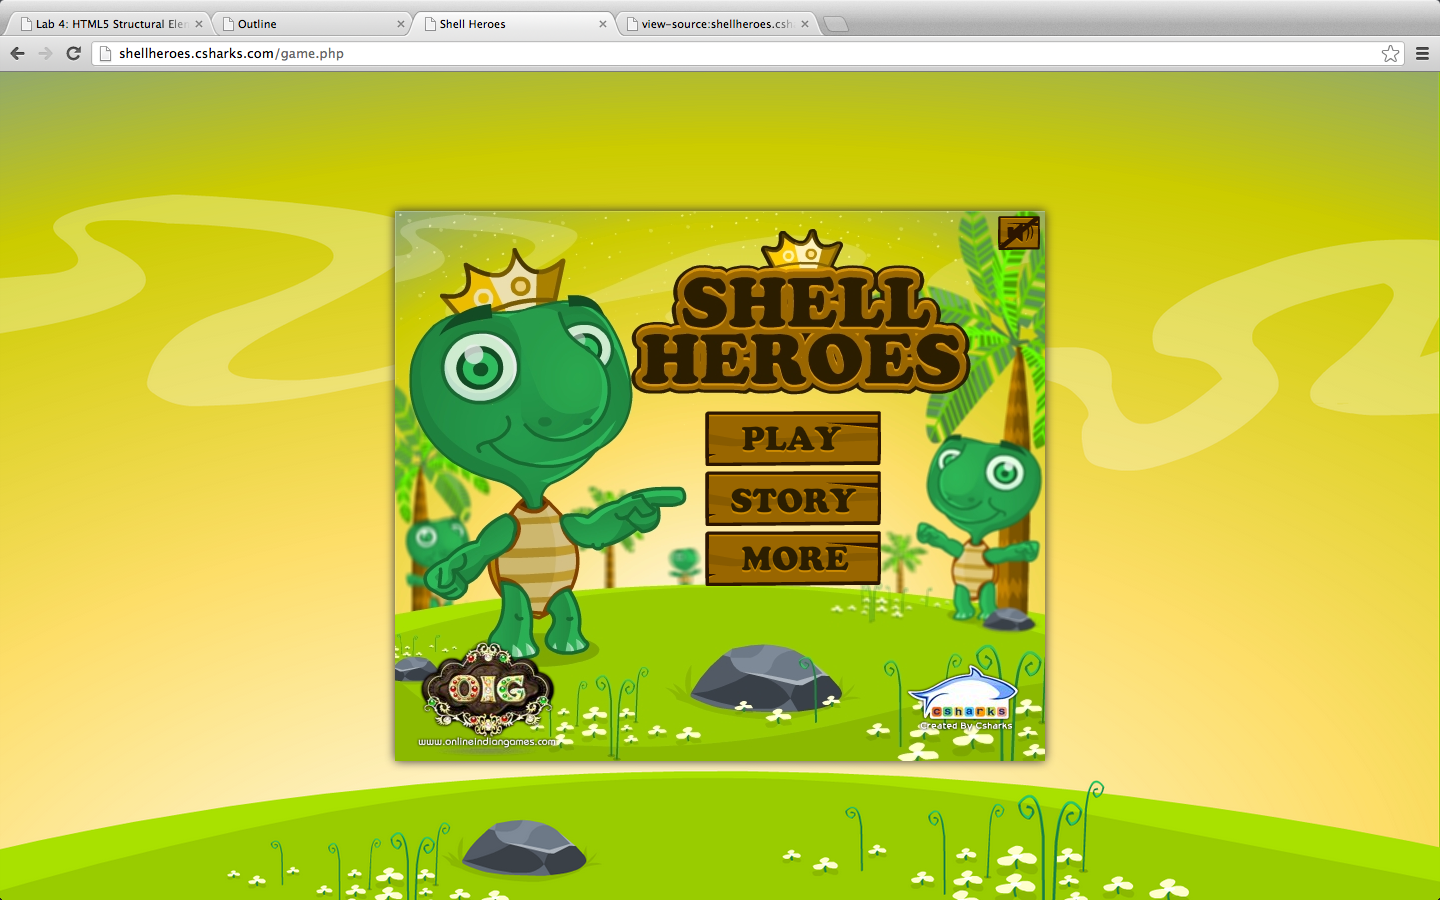 Lab 4: HTML5 Structural Elen
Outline
Shell Heroes
view-source:shellheroes.csh
shellheroes.csharks.com/game.php
SHELL
HEROES
PLAY
STORY
MORE
OIG
www.onlineindiangames.com
csharks
Created By Csharks